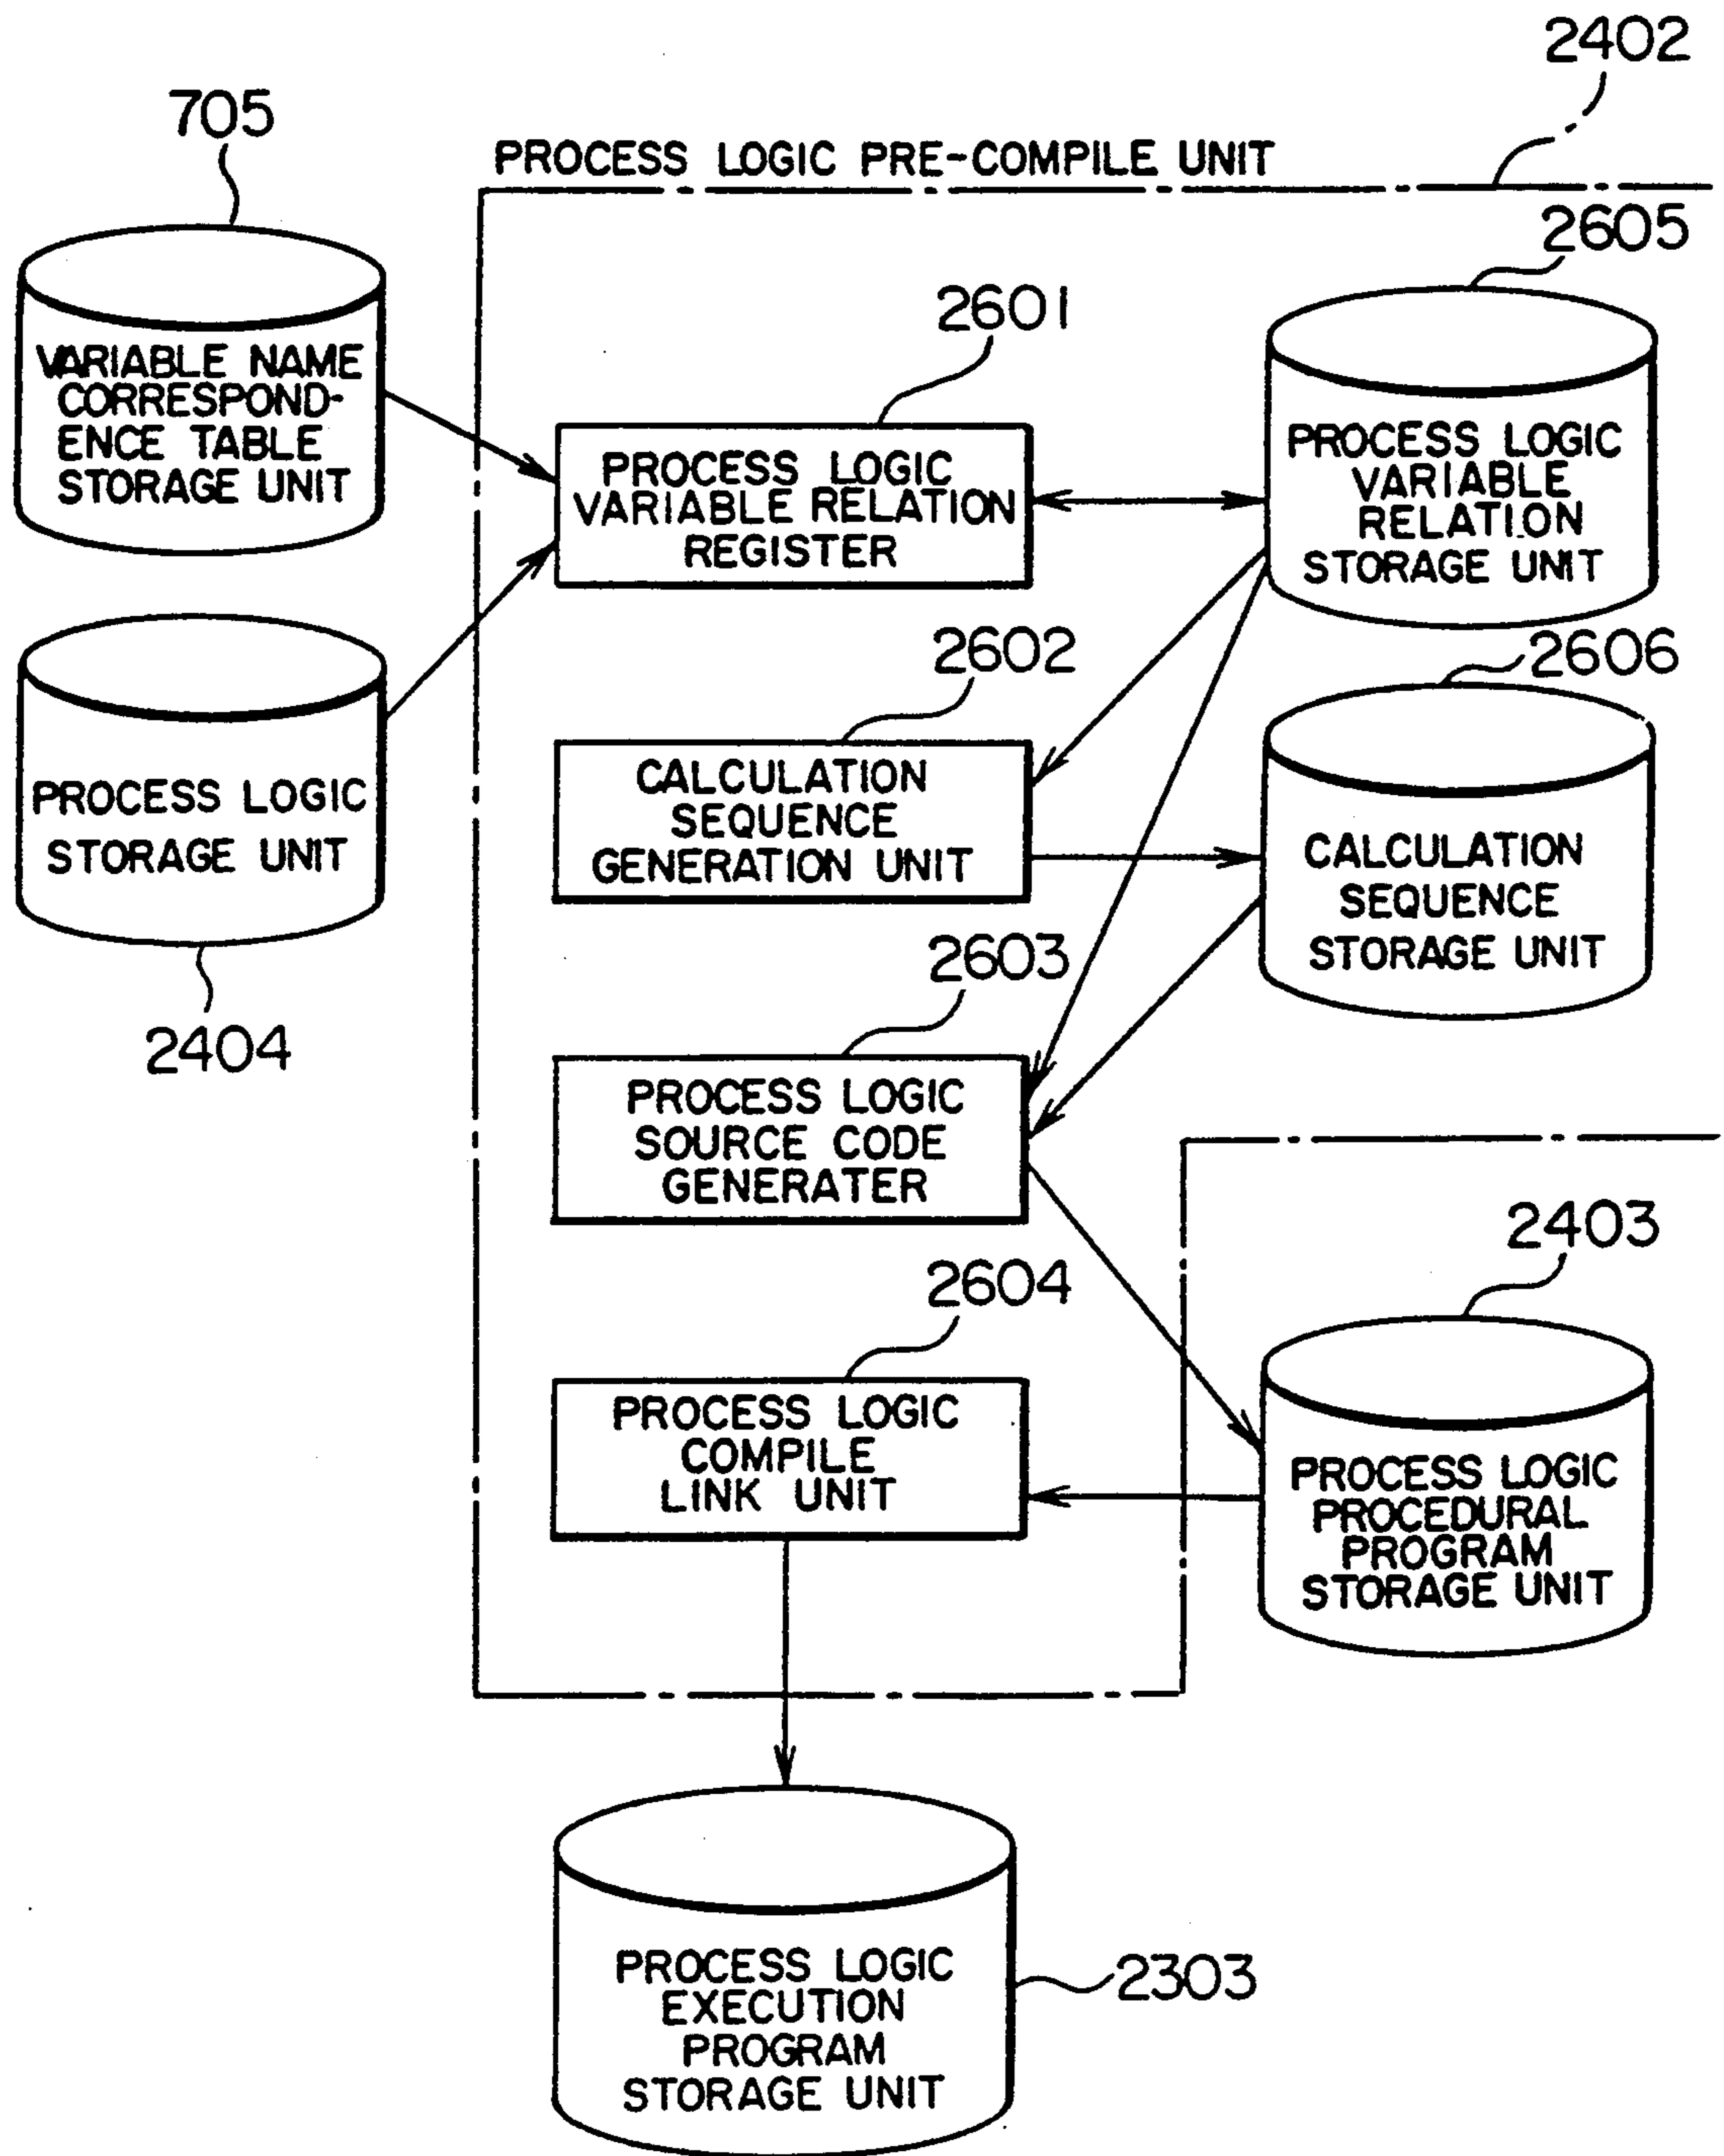 2402
705
PROCESS LOGIC PRE-COMPILE UNIT
2605
2601
VARIABLE NAME
CORRESPOND-
ENCE TABLE
STORAGE UNIT
PROCESS LOGIC
VARIABLE RELATION
REGISTER
PROCESS LOGIC
VARIABLE
RELATION
STORAGE UNIT
2602
2606
PROCESS LOGIC
STORAGE UNIT
CALCULATION
SEQUENCE
GENERATION UNIT
CALCULATION
SEQUENCE
STORAGE UNIT
2603
2404
PROCESS LOGIC
SOURCE CODE
GENERATER
2403
2604
PROCESS LOGIC
COMPILE
LINK UNIT
PROCESS LOGIC
PROCEDURAL
PROGRAM
STORAGE UNIT
PROCESS LOGIC
EXECUTION
PROGRAM
STORAGE UNIT
2303